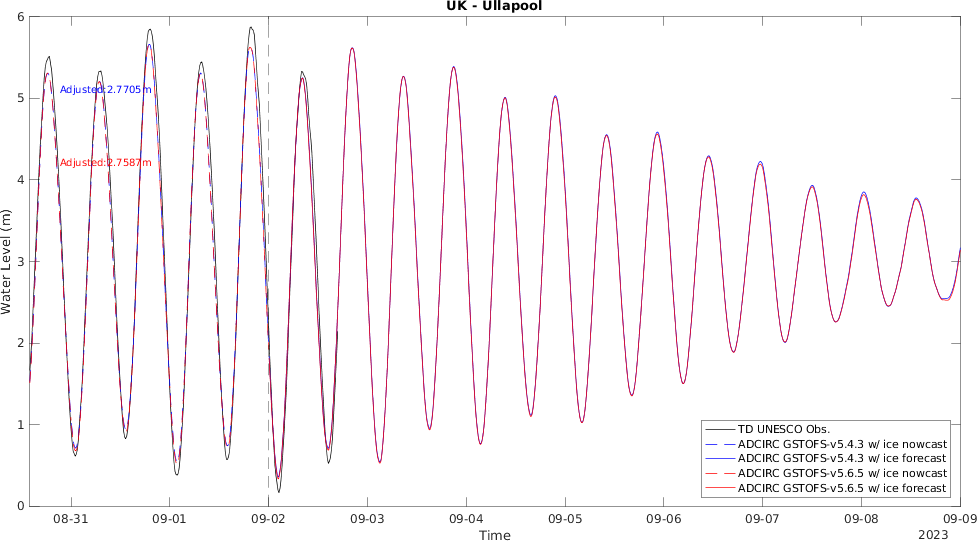 UK - Ullapool
6
5
4
3
2
1
0
Water Level (m)
Adjusted:2.7705m
Adjusted:2.7587m
TD UNESCO Obs.
ADCIRC GSTOFS-v5.4.3 w/ ice nowcast
ADCIRC GSTOFS-v5.4.3 w/ ice forecast
ADCIRC GSTOFS-v5.6.5 w/ ice nowcast
ADCIRC GSTOFS-v5.6.5 w/ ice forecast
08-31 09-01 09-02 09-03 09-04 09-05 09-06 09-07 09-08 09-09
Time
2023